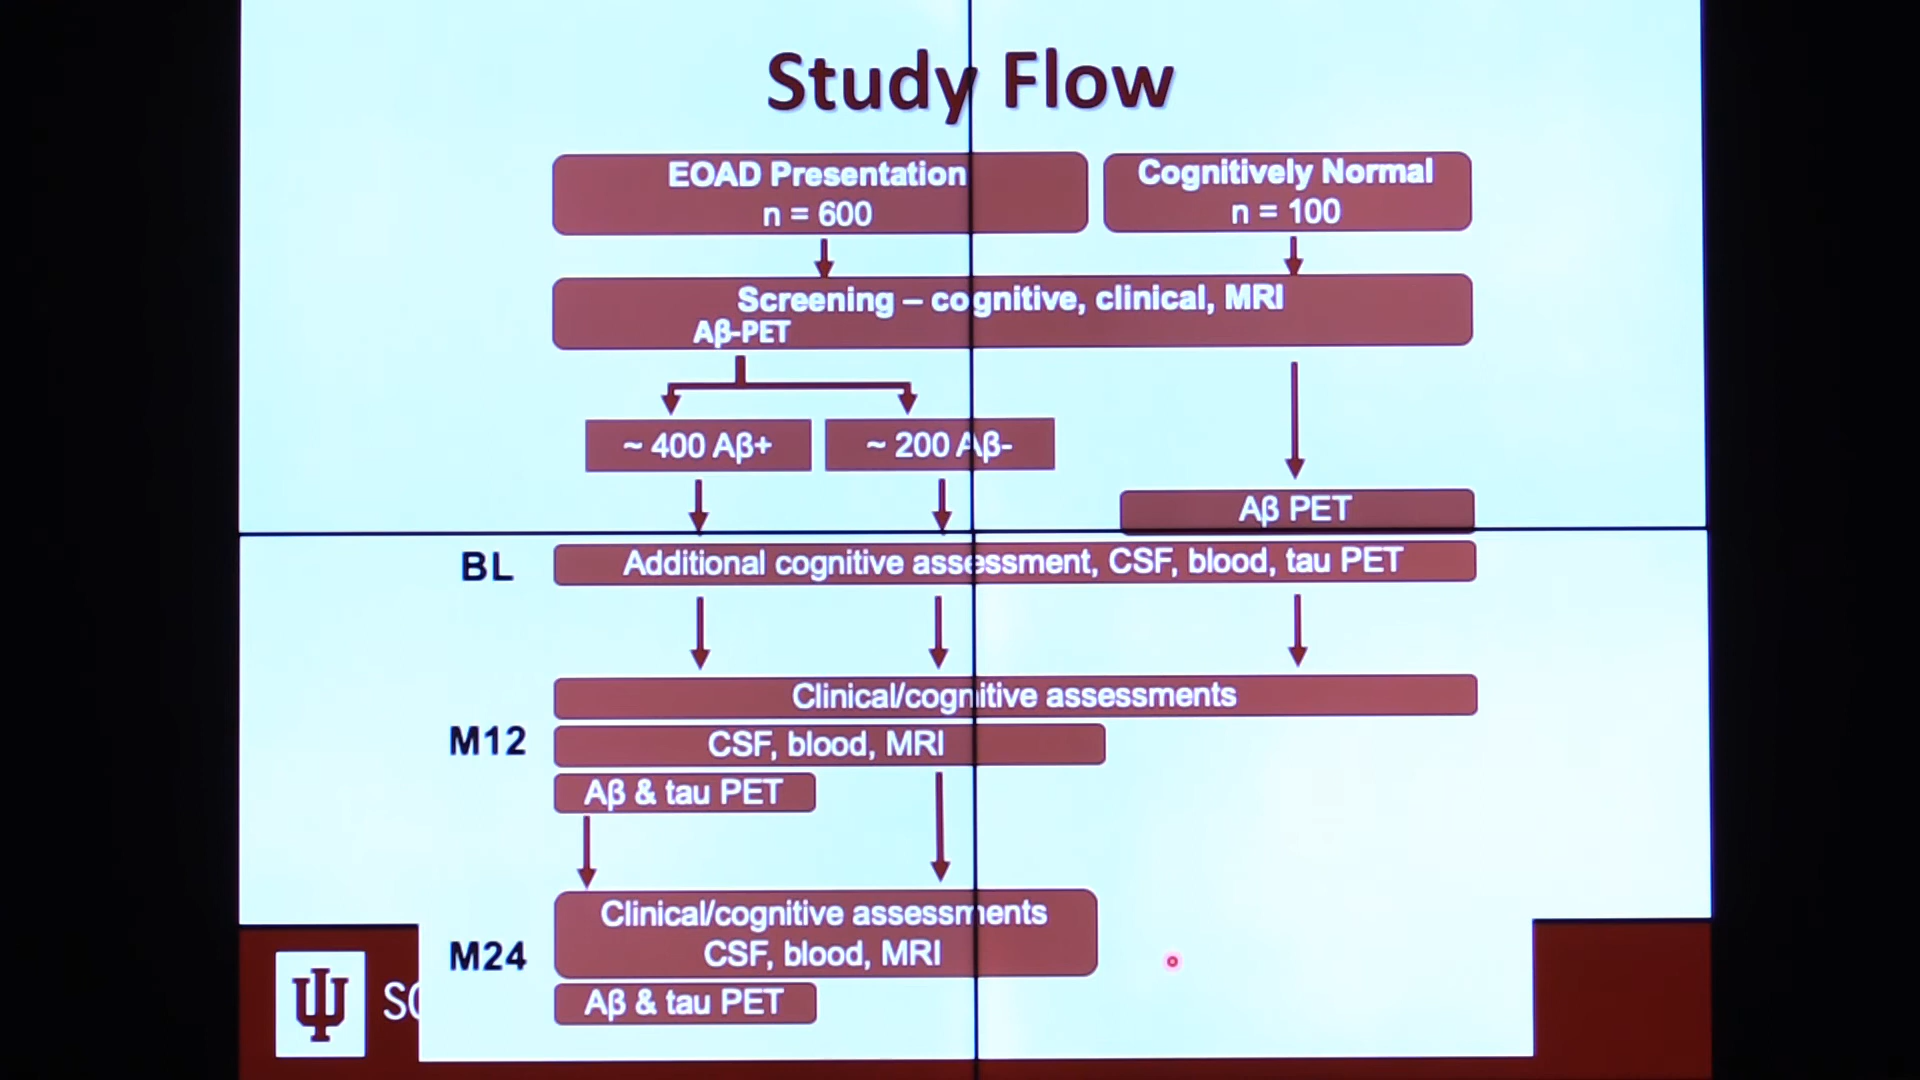 Study Flow
EOAD Presentation
n = 600
Cognitively Normal
n = 100
Screening – cognitive, clinical, MRI
Aβ-PET
~ 400 Aβ+
~ 200 Aβ-
Aβ PET
BL
Additional cognitive assessment, CSF, blood, tau PET
Clinical/cognitive assessments
M12
CSF, blood, MRI
Aβ & tau PET
Clinical/cognitive assessments
CSF, blood, MRI
M24
Aβ & tau PET